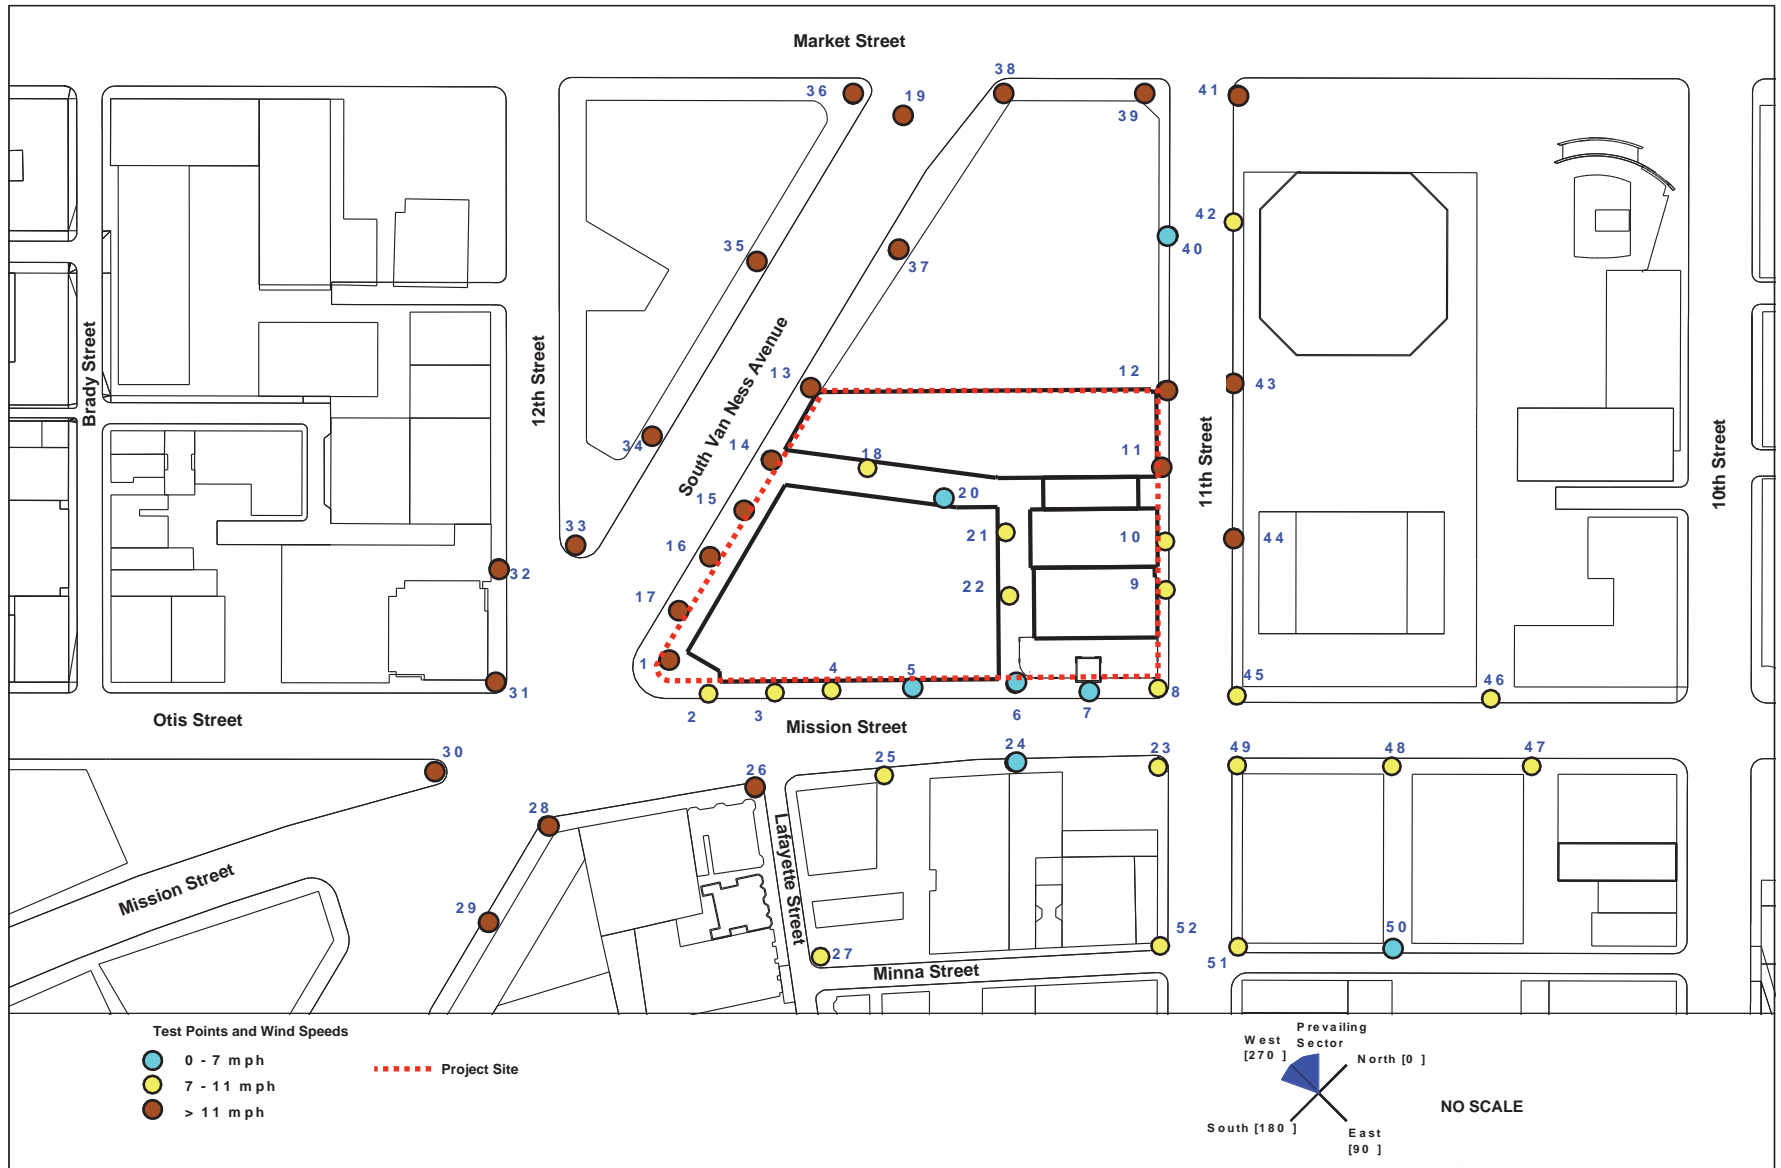 Market Street
38
36
19
41
39
42
40
35
37
Brady Street
12th Street
South Van Ness Avenue
13
12
43
34
14
18
11
11th Street
10th Street
15
20
33
16
21
10
44
32
22
9
17
1
4
5
31
2
3
6
7
8
45
46
Otis Street
Mission Street
30
26
25
24
23
49
48
47
28
Lafayette Street
Mission Street
29
27
52
50
51
Minna Street
Test Points and Wind Speeds
0 - 7 mph
7 - 11 mph
> 11 mph
Project Site
Prevailing
Sector
West
[270 ]
North [0 ]
South [180 ]
East
[90 ]
NO SCALE